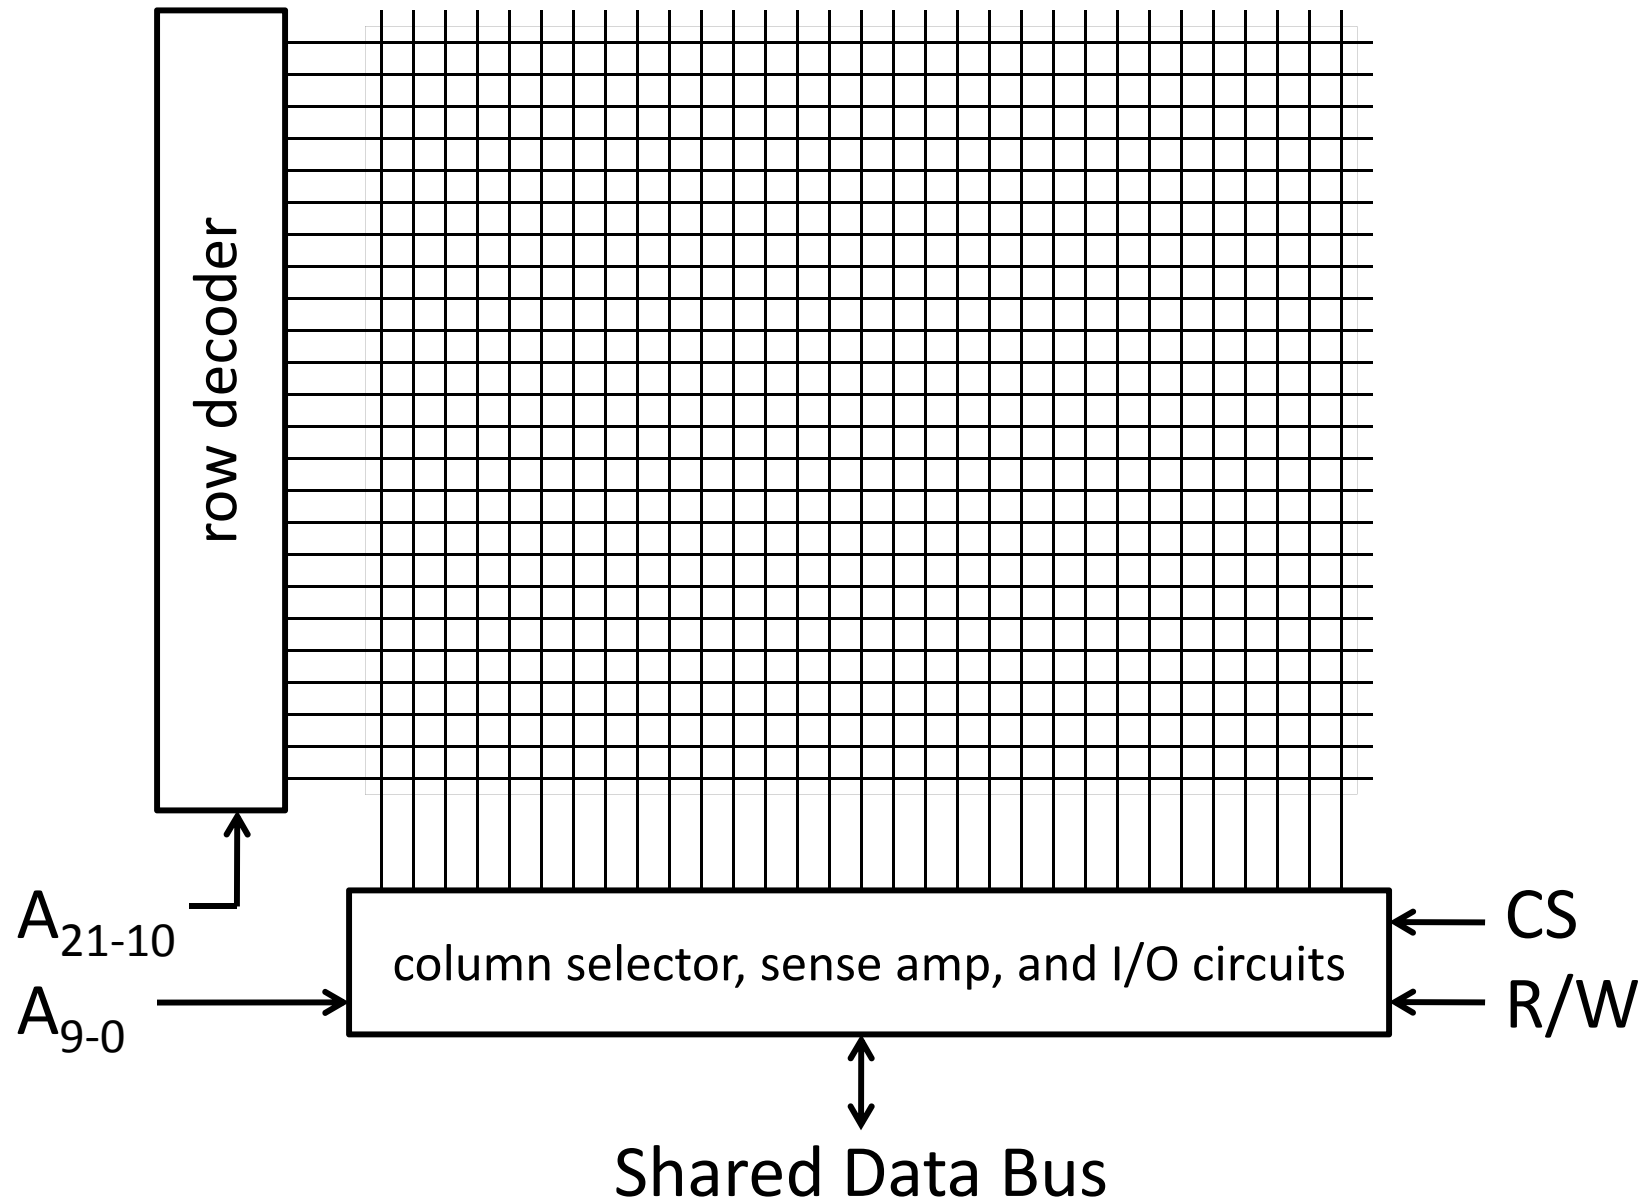 row decoder
A21-10
A9-0
column selector, sense amp, and I/O circuits
CS
R/W
Shared Data Bus